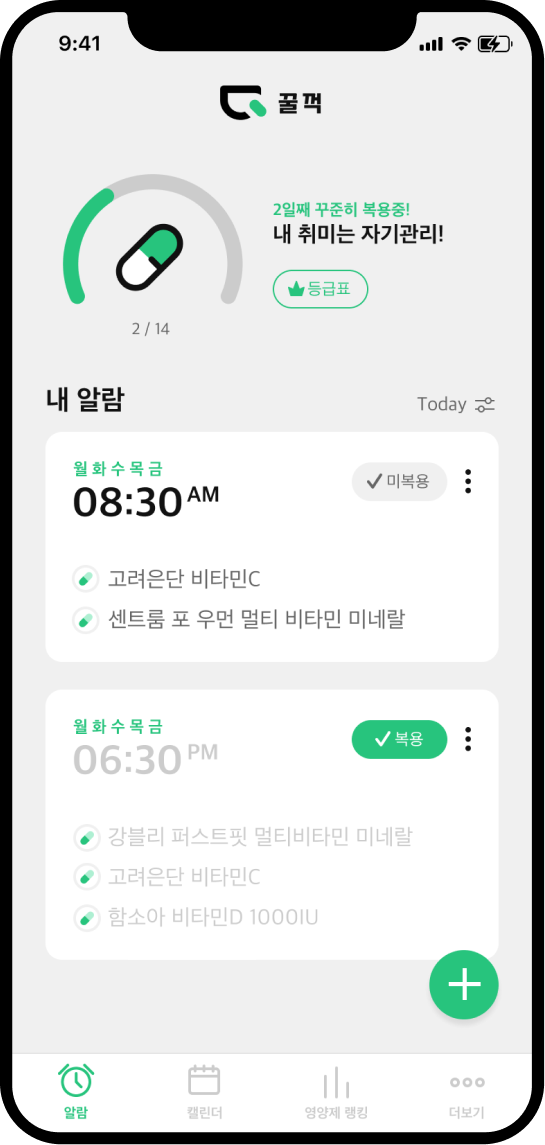 9:41
꿀꺽
2일째 꾸준히 복용중!
내 취미는 자기관리!
등급표
2 / 14
내 알람
Today
월 화 수 목 금
08:30 AM
미복용
고려은단 비타민C
센트룸 포 우먼 멀티 비타민 미네랄
월 화 수 목 금
06:30 PM
복용
강블리 퍼스트핏 멀티비타민 미네랄
고려은단 비타민C
함소아 비타민D 1000IU
알람
캘린더
영양제 랭킹
더보기